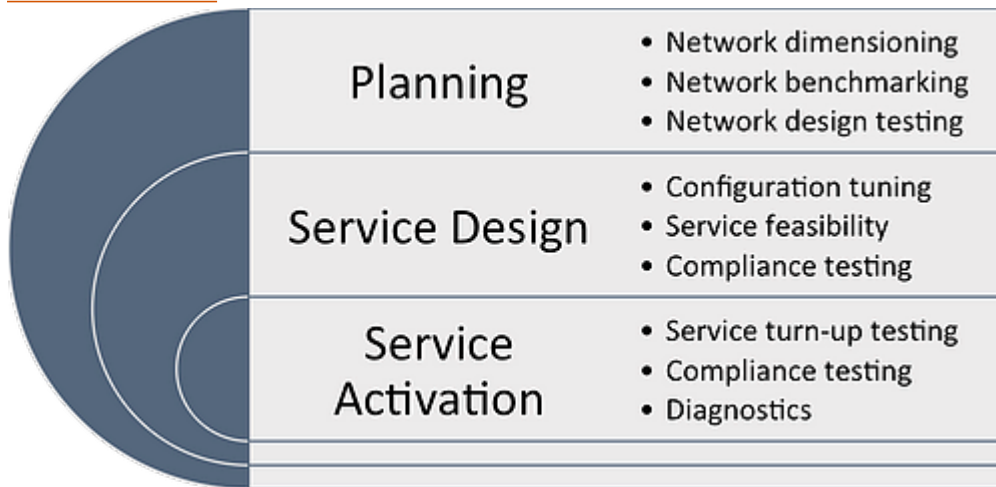 Planning
• Network dimensioning
• Network benchmarking
• Network design testing
Service Design
• Configuration tuning
• Service feasibility
• Compliance testing
Service
Activation
• Service turn-up testing
• Compliance testing
• Diagnostics